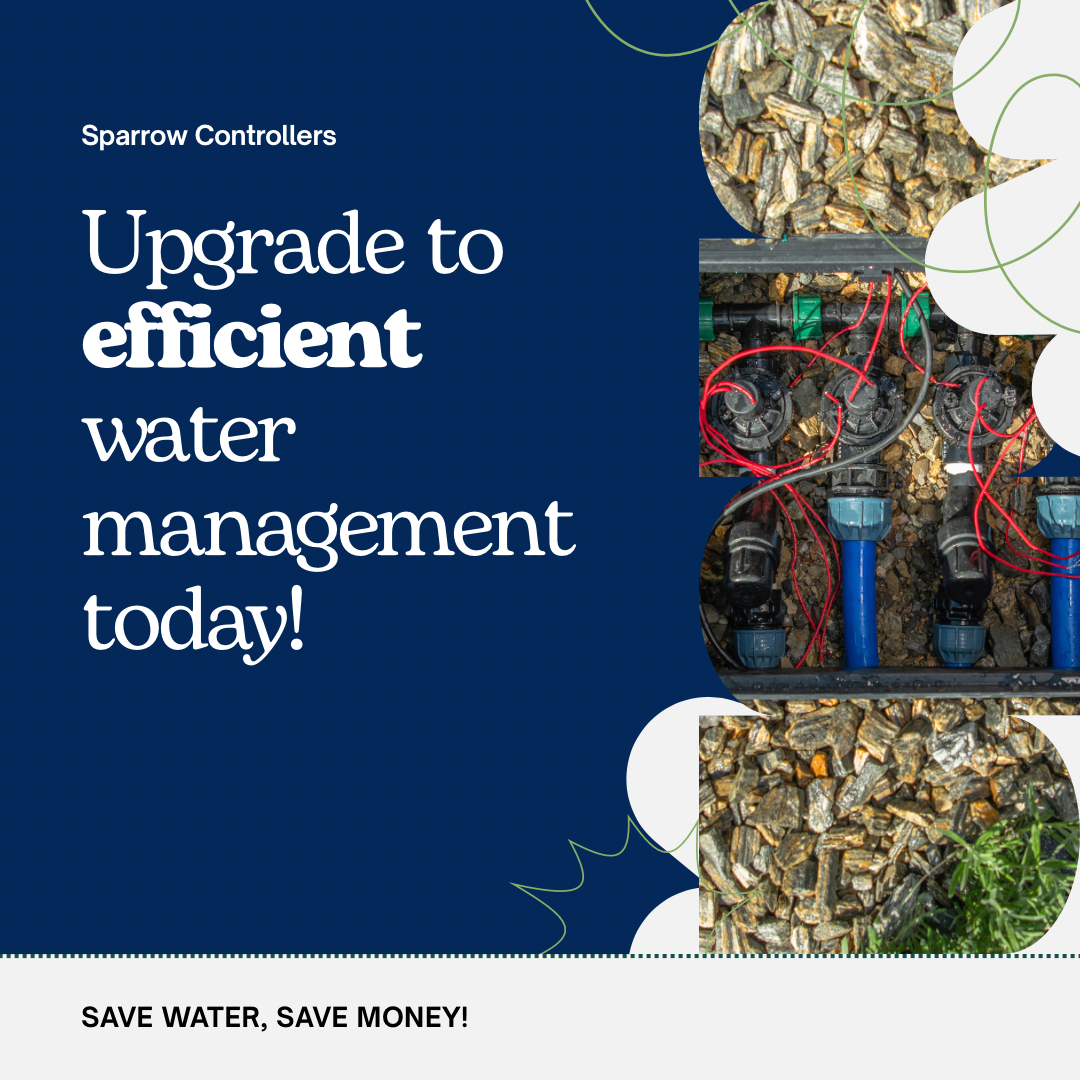 Sparrow Controllers
Upgrade to
efficient
water
management
today!
SAVE WATER, SAVE MONEY!